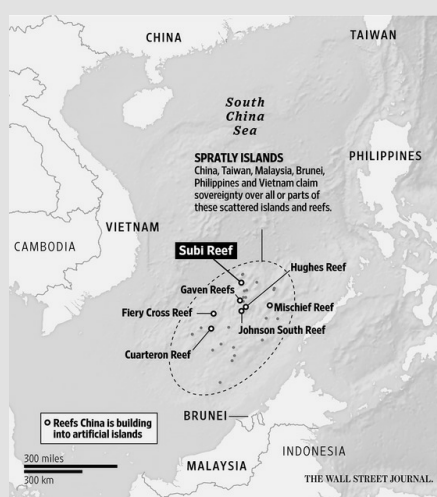 CHINA
TAIWAN
South
China
Sea
SPRATLY ISLANDS
China, Taiwan, Malaysia, Brunei,
Philippines and Vietnam claim
sovereignty over all or parts of
these scattered islands and reefs.
PHILIPPINES
VIETNAM
CAMBODIA
Subi Reef
Hughes Reef
Gaven Reefs
Mischief Reef
Fiery Cross Reef
Johnson South Reef
Cuarteron Reef
BRUNEI
Reefs China is building
into artificial islands
INDONESIA
300 miles
300 km
MALAYSIA
THE WALL STREET JOURNAL.